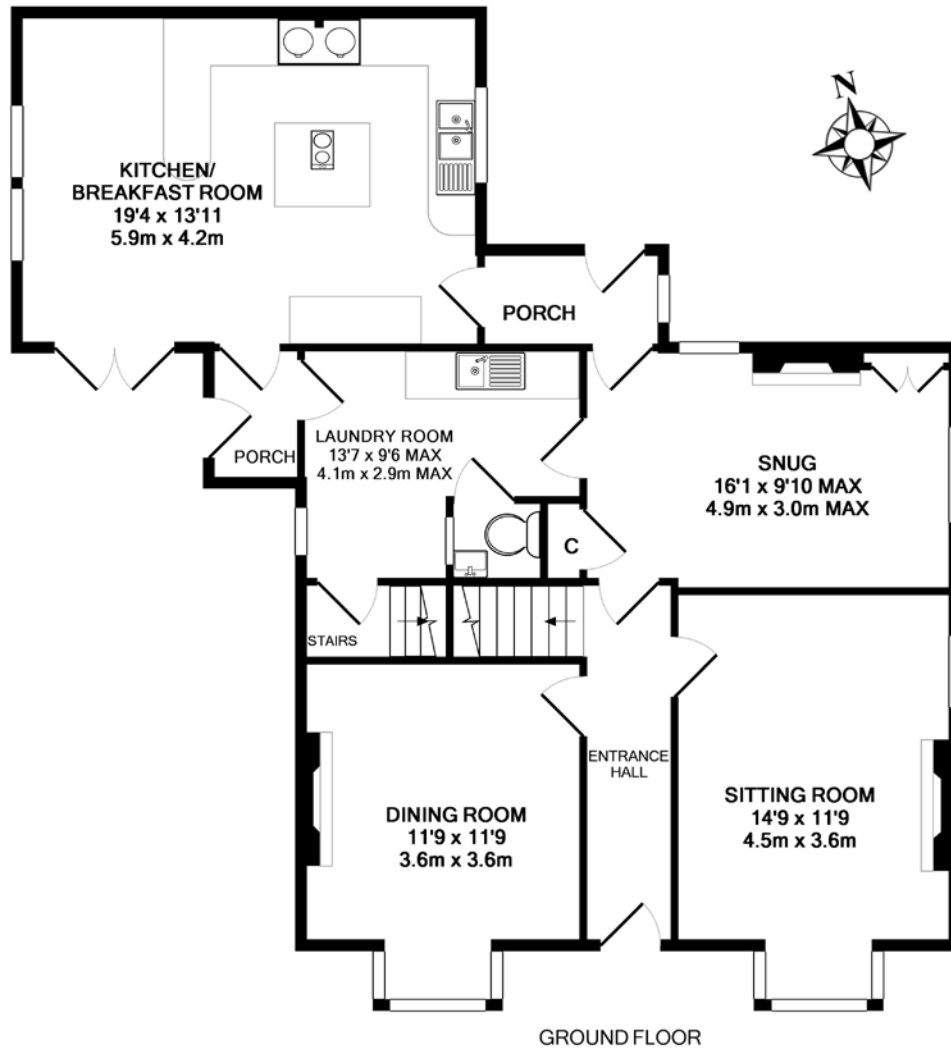 N
KITCHEN/
BREAKFAST ROOM
19'4 x 13'11
5.9m x 4.2m
PORCH
PORCH
LAUNDRY ROOM
13'7 x 9'6 MAX
4.1m x 2.9m MAX
SNUG
16'1 x 9'10 MAX
4.9m x 3.0m MAX
C
STAIRS
ENTRANCE
HALL
DINING ROOM
11'9 x 11'9
3.6m x 3.6m
SITTING ROOM
14'9 x 11'9
4.5m x 3.6m
GROUND FLOOR